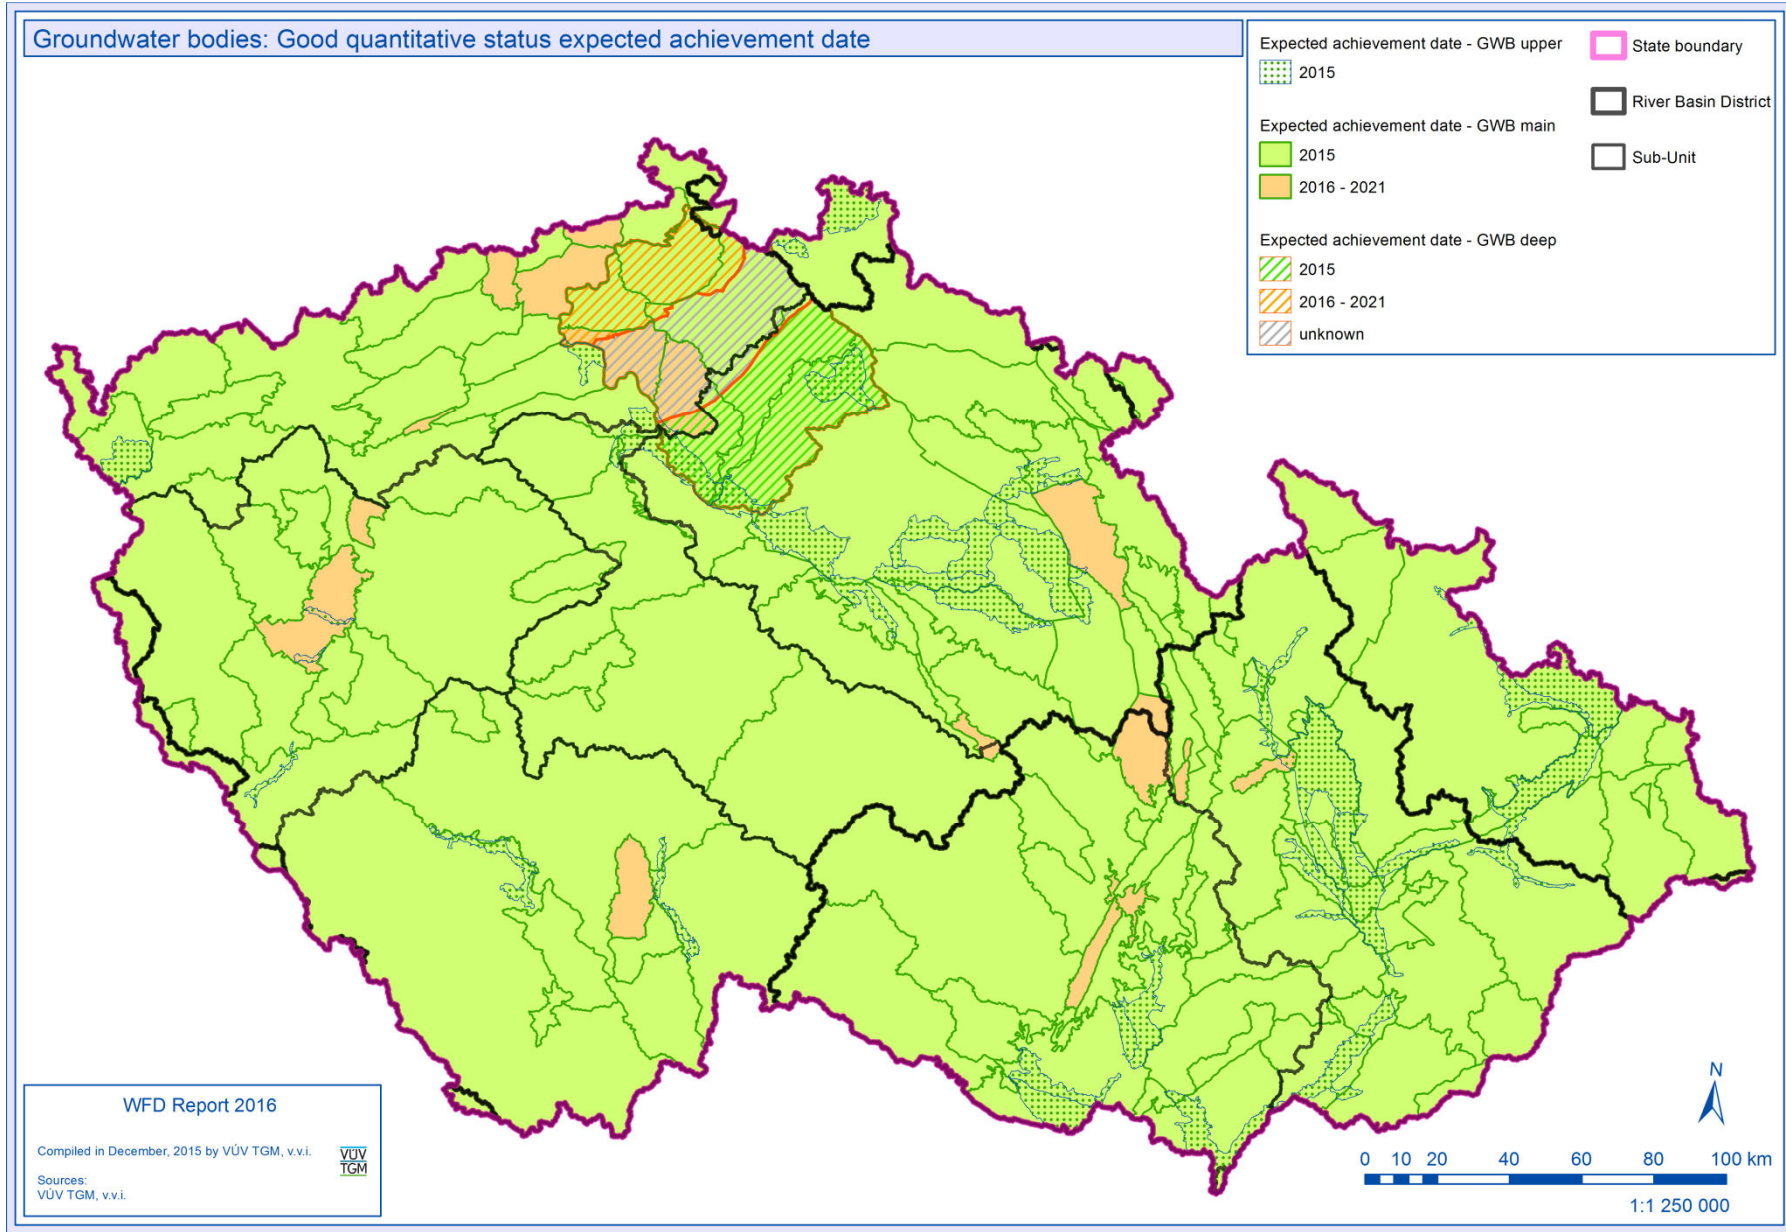 Groundwater bodies: Good quantitative status expected achievement date
Expected achievement date - GWB upper
2015
Expected achievement date - GWB main
2015
2016 - 2021
Expected achievement date - GWB deep
2015
2016 - 2021
unknown
State boundary
River Basin District
Sub-Unit
WFD Report 2016
Compiled in December, 2015 by VÚV TGM, v.v.i.
Sources:
VÚV TGM, v.v.i.
VÚV
TGM
N
0 10 20 40 60 80 100 km
1:1 250 000